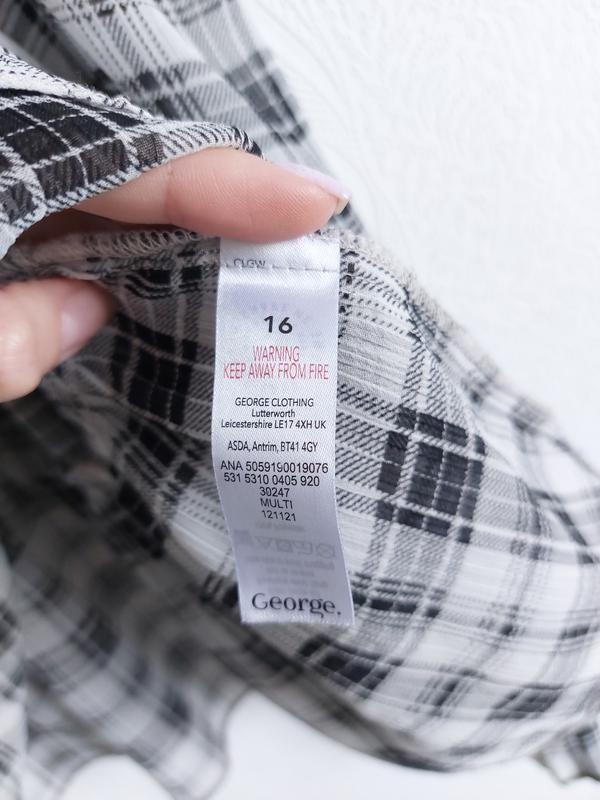 CLGW
16
WARNING
KEEP AWAY FROM FIRE
GEORGE CLOTHING
Lutterworth
Leicestershire LE17 4XH UK
ASDA, Antrim, BT41 4GY
ANA 5059190019076
531 5310 0405 920
30247
MULTI
121121
George.